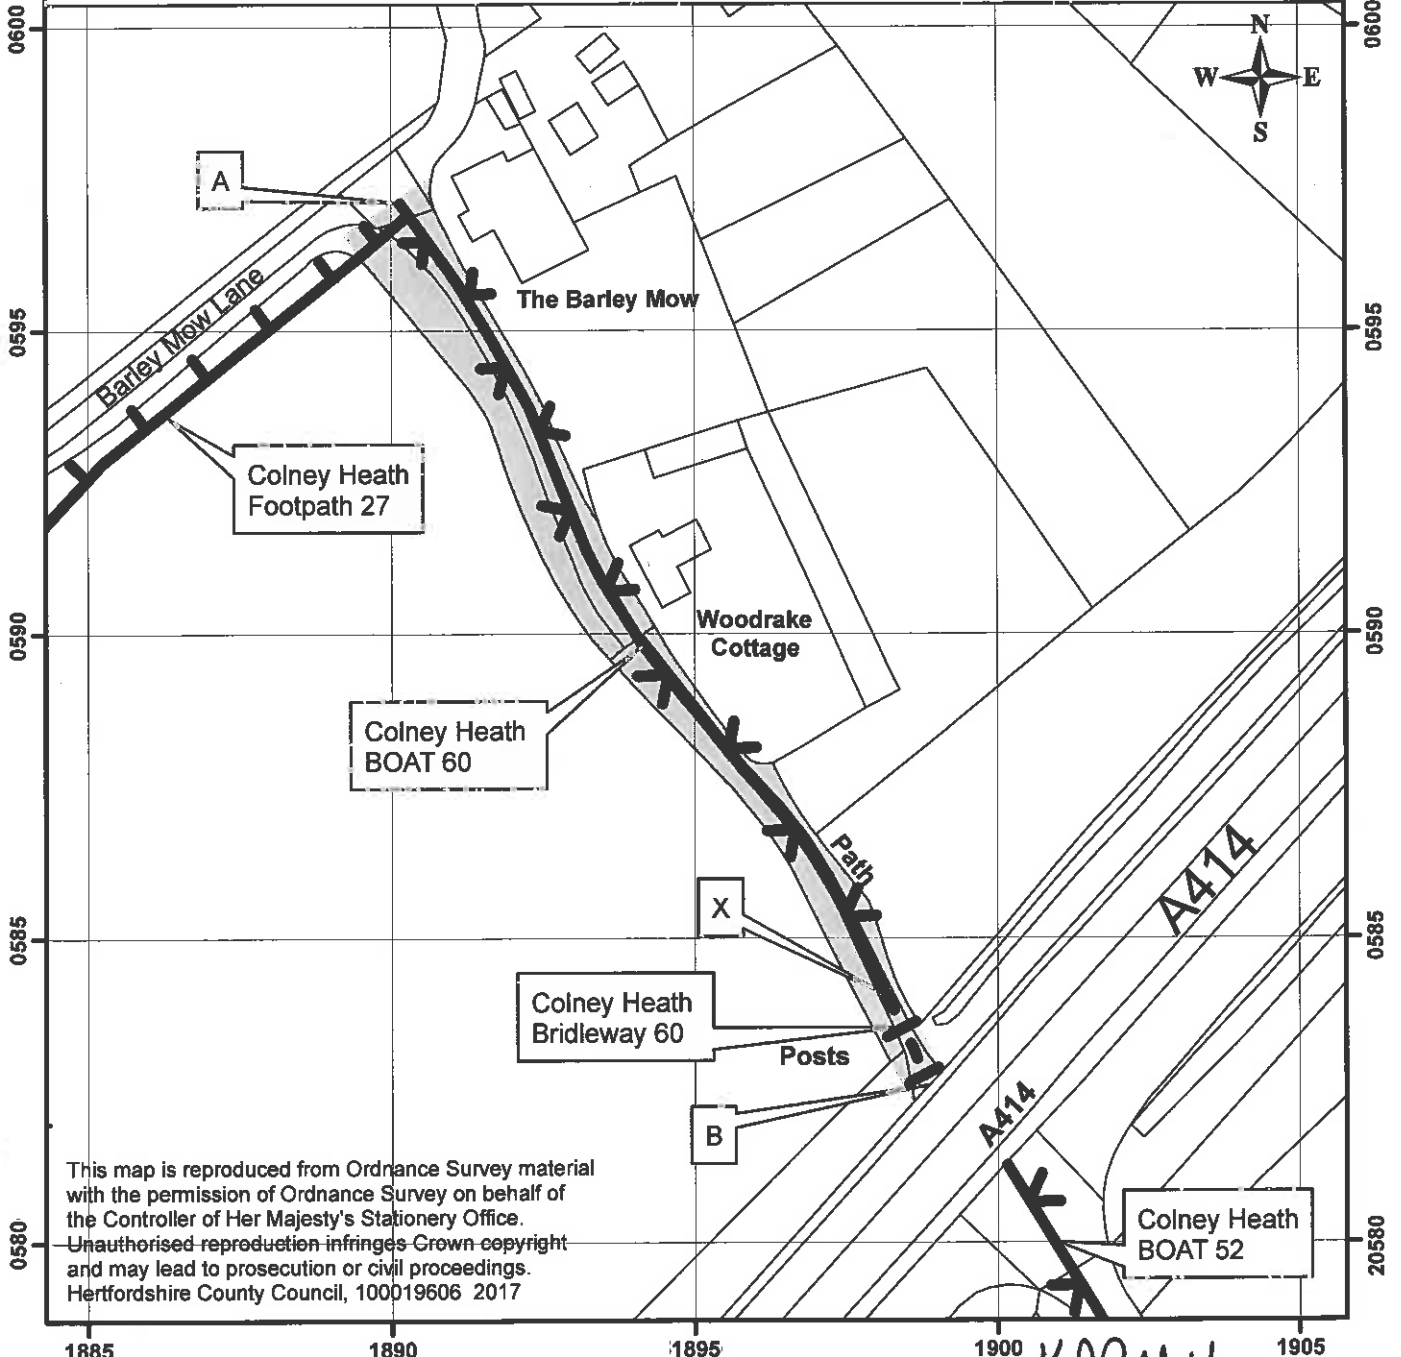 0600
0600
N
W E
S
A
The Barley Mow
Barley Mow Lane
0595
0595
Colney Heath
Footpath 27
Woodrake
Cottage
0590
0590
Colney Heath
BOAT 60
Path
A414
X
0585
0585
Colney Heath
Bridleway 60
Posts
A414
B
This map is reproduced from Ordnance Survey material
with the permission of Ordnance Survey on behalf of
the Controller of Her Majesty's Stationery Office.
Unauthorised reproduction infringes Crown copyright
and may lead to prosecution or civil proceedings.
Hertfordshire County Council, 100019606 2017
Colney Heath
BOAT 52
0580
20580
1885
1890
1895
1900
1905